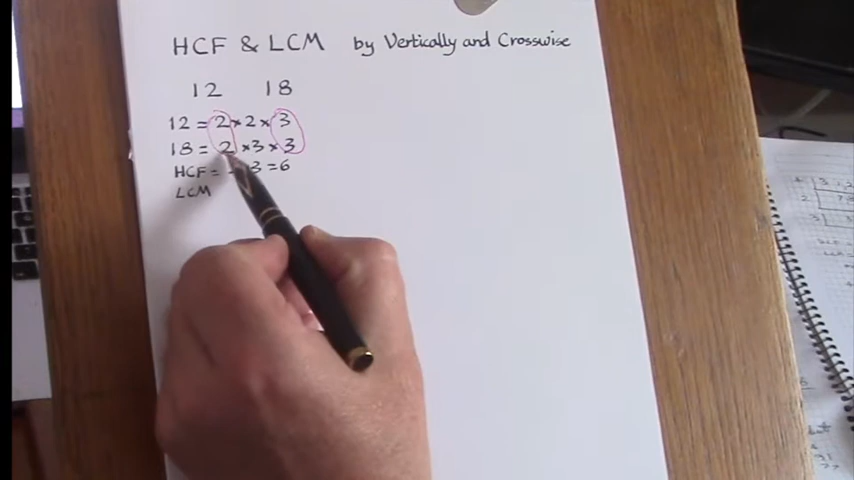 HCF & LCM by Vertically and Crosswise
12 18
12 = 2 × 2 × 3
18 = 2 × 3 × 3
HCF = 3 = 6
LCM